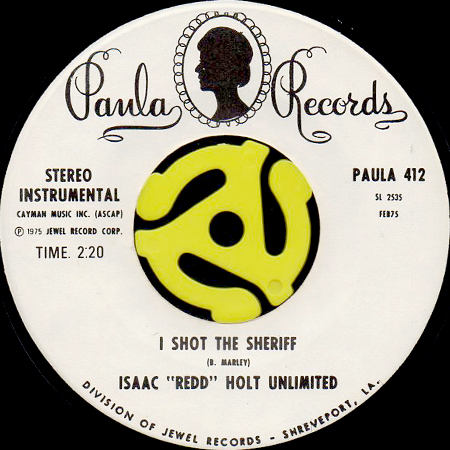 Paula Records
STEREO
INSTRUMENTAL
CAYMAN MUSIC INC. (ASCAP)
Ⓟ 1975 JEWEL RECORD CORP.
TIME. 2:20
PAULA 412
SL 2535
FEB75
I SHOT THE SHERIFF
(B. MARLEY)
ISAAC "REDD" HOLT UNLIMITED
DIVISION OF JEWEL RECORDS - SHREVEPORT, LA.